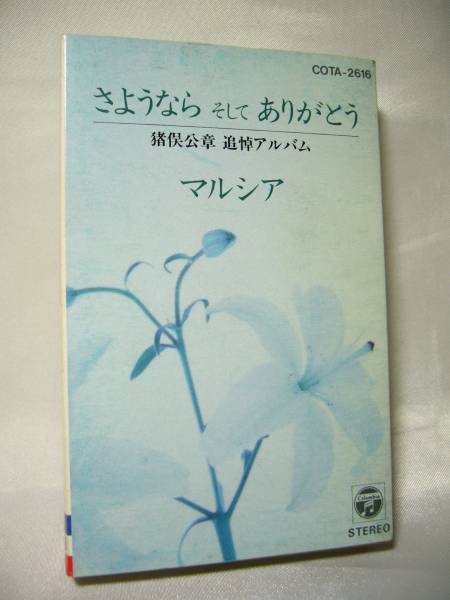 COTA-2616
さようなら そして ありがとう
猪俣公章 追悼アルバム
マルシア
Columbia
STEREO